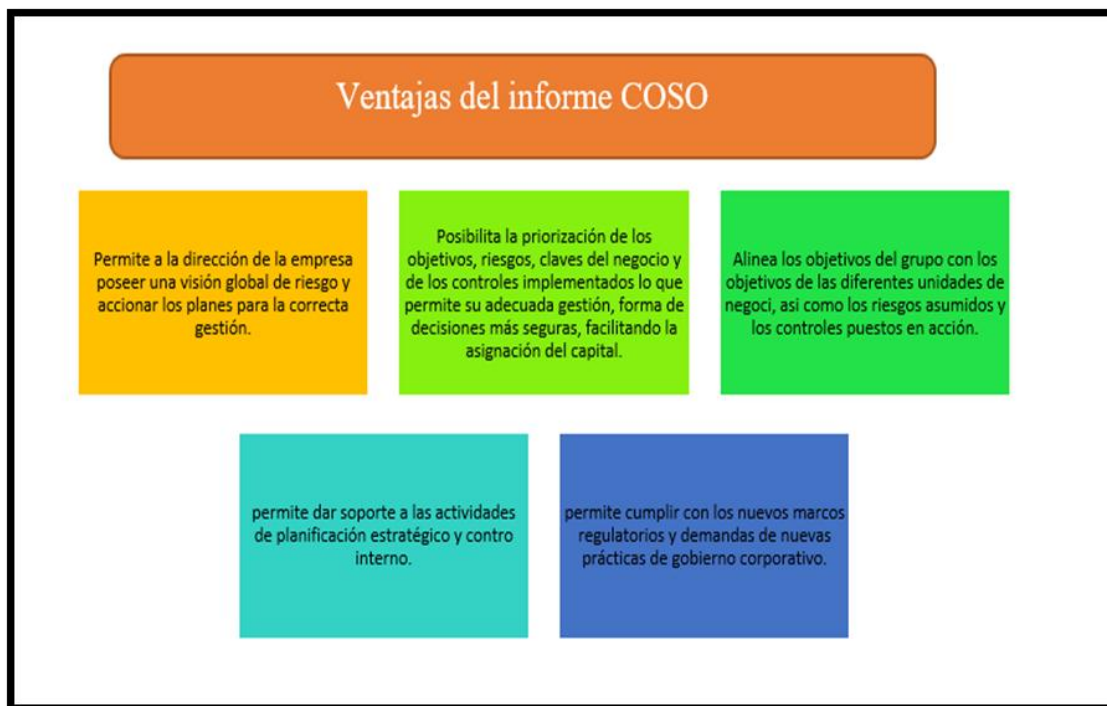 Ventajas del informe COSO
Permite a la dirección de la empresa
poseer una visión global de riesgo y
accionar los planes para la correcta
gestión.
Posibilita la priorización de los
objetivos, riesgos, claves del negocio y
de los controles implementados lo que
permite su adecuada gestión, forma de
decisiones más seguras, facilitando la
asignación del capital.
Alinea los objetivos del grupo con los
objetivos de las diferentes unidades de
negoci, asi como los riesgos asumidos y
los controles puestos en acción.
permite dar soporte a las actividades
de planificación estratégico y contro
interno.
permite cumplir con los nuevos marcos
regulatorios y demandas de nuevas
prácticas de gobierno corporativo.